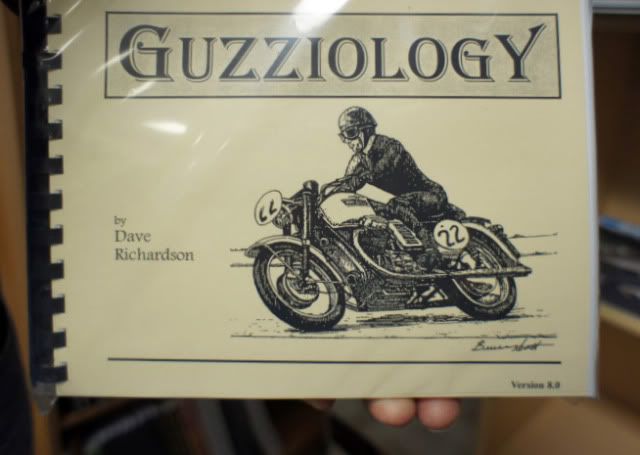 GUZZIOLOGY
by
Dave
Richardson
22
22
Version 8.0